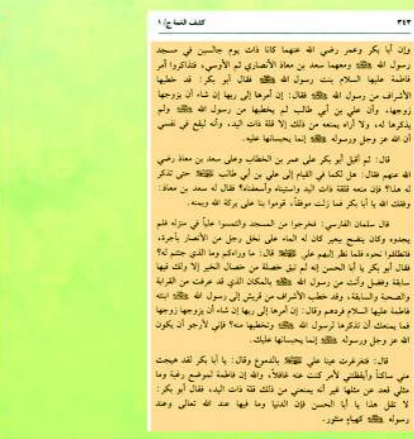 ٣٤٣
كشف الغمة ج/ ١
وإن أبا بكر وعمر رضي الله عنهما كانا ذات يوم جالسين في مسجد
رسول الله ﷺ ومعهما سعد بن معاذ الأنصاري ثم الأوسي، فتذاكروا أمر
فاطمة عليها السلام بنت رسول الله ﷺ فقال أبو بكر: قد خطبها
الأشراف من رسول الله ﷺ فقال: إن أمرها إلى ربها إن شاء أن يزوجها
زوجها، وأن علي بن أبي طالب لم يخطبها من رسول الله ﷺ ولم
يذكرها له، ولا أراه يمنعه من ذلك إلا قلة ذات اليد، وأنه ليقع في نفسي
أن الله عز وجل ورسوله ﷺ إنما يحبسانها عليه.
قال: ثم أقبل أبو بكر على عمر بن الخطاب وعلى سعد بن معاذ رضي
الله عنهم فقال: هل لكما في القيام إلى علي بن أبي طالب حتى نذكر
له هذا؟ فإن منعه قلة ذات اليد واسيناه وأسعفناه؟ فقال له سعد بن معاذ:
وفقك الله يا أبا بكر فما زلت موفقاً، قوموا بنا على بركة الله ويمنه.
قال سلمان الفارسي: فخرجوا من المسجد والتمسوا علياً في منزله فلم
يجدوه وكان ينضح ببعير كان له الماء على نخل رجل من الأنصار بأجرة،
فانطلقوا نحوه فلما نظر إليهم علي قال: ما وراءكم وما الذي جئتم له؟
فقال أبو بكر يا أبا الحسن إنه لم تبق خصلة من خصال الخير إلا ولك فيها
سابقة وفضل وأنت من رسول الله ﷺ بالمكان الذي قد عرفت من القرابة
والصحبة والسابقة، وقد خطب الأشراف من قريش إلى رسول الله ﷺ ابنته
فاطمة عليها السلام فردهم وقال: إن أمرها إلى ربها إن شاء أن يزوجها زوجها
فما يمنعك أن تذكرها لرسول الله ﷺ وتخطبها منه؟ فإني لأرجو أن يكون
الله عز وجل ورسوله ﷺ إنما يحبسانها عليك.
قال: فتغرغرت عينا علي بالدموع وقال: يا أبا بكر لقد هيجت
مني ساكناً وأيقظتني لأمر كنت عنه غافلاً، والله إن فاطمة لموضع رغبة وما
مثلي قعد عن مثلها غير أنه يمنعني من ذلك قلة ذات اليد، فقال أبو بكر:
لا تقل هذا يا أبا الحسن فإن الدنيا وما فيها عند الله تعالى وعند
رسوله ﷺ كهباء منثور.